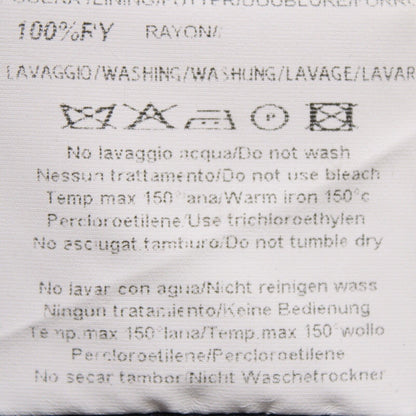 100%RY RAYON/
LAVAGGIO/WASHING/WASHUNG/LAVAGE/LAVAR
P
No lavaggio acqua/Do not wash
Nessun trattamento/Do not use bleach
Temp max 150°lana/Warm iron 150°c
Percloroetilene/Use trichloroethylen
No asciugat tamburo/Do not tumble dry
No lavar con agua/Nicht reinigen wass
Ningun tratamiento/Keine Bedienung
Temp.max 150°lana/Temp.max 150°wollo
Percloroetilene/Percloroetilene
No secar tambor/Nicht Waschetrockner